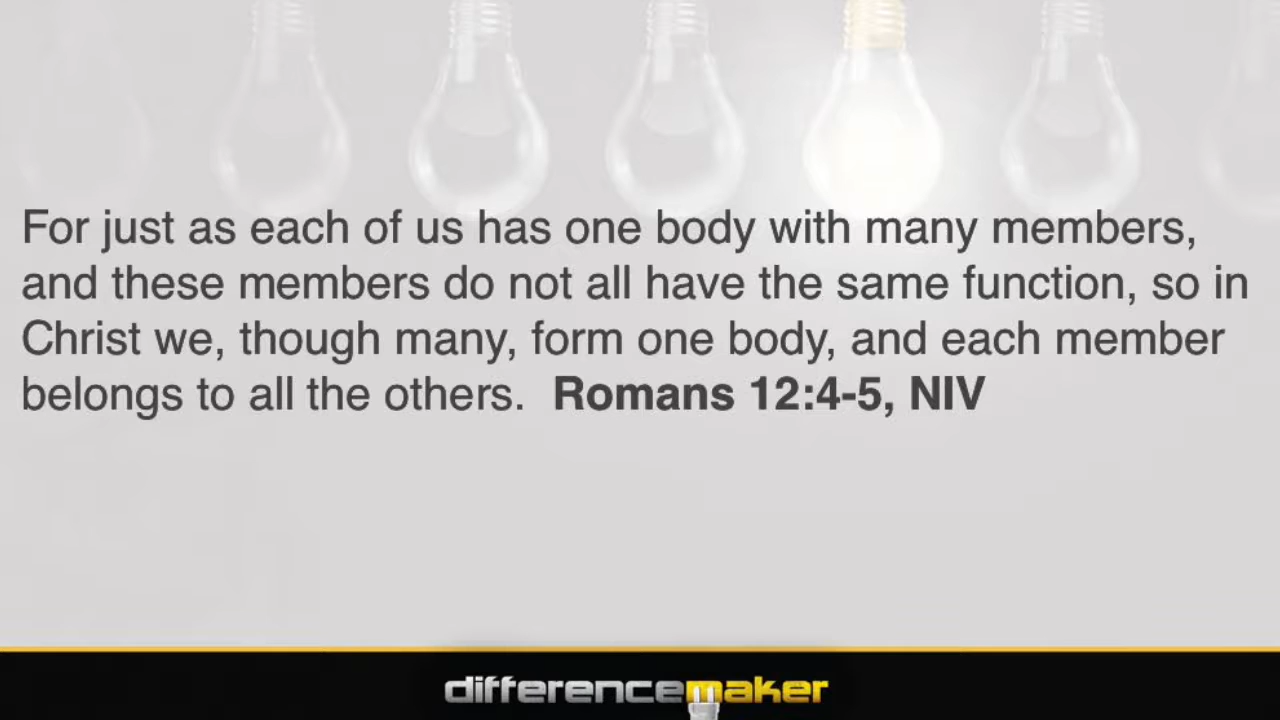 For just as each of us has one body with many members,
and these members do not all have the same function, so in
Christ we, though many, form one body, and each member
belongs to all the others.  Romans 12:4-5, NIV
differencemaker